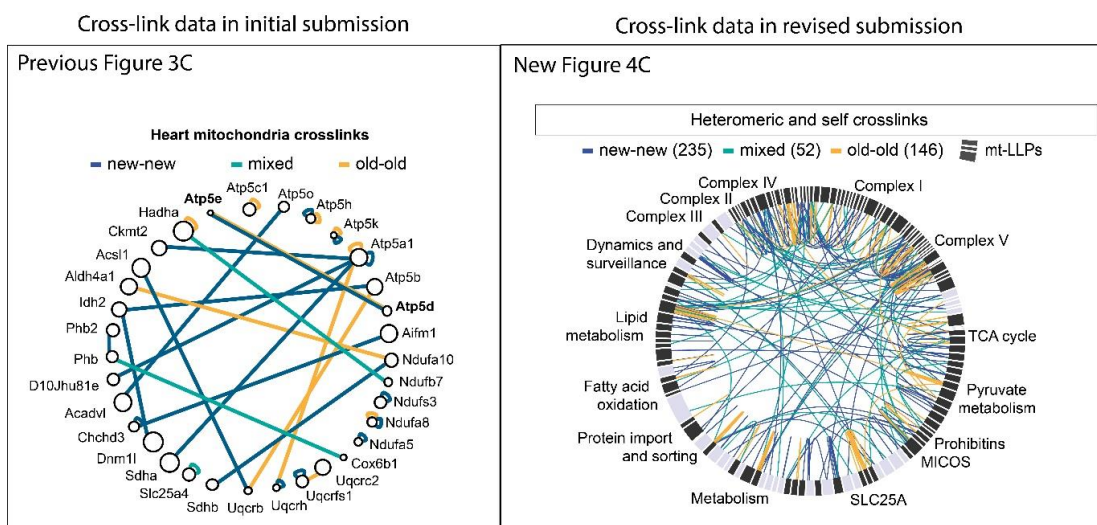 Cross-link data in initial submission
Cross-link data in revised submission
Previous Figure 3C
New Figure 4C
Heart mitochondria crosslinks
new-new mixed old-old
Atp5e
Atp5c1
Atp5o
Atp5h
Atp5k
Atp5a1
Atp5b
Atp5d
Aifm1
Ndufa10
Ndufb7
Ndufs3
Ndufa8
Ndufa5
Cox6b1
Uqcrc2
Uqcrfs1
Uqcrh
Uqcrb
Sdhb
Slc25a4
Sdha
Dnm1l
Chchd3
Acadvl
D10Jhu81e
Phb
Phb2
Idh2
Aldh4a1
Acsl1
Ckmt2
Hadha
Heteromeric and self crosslinks
new-new (235) mixed (52) old-old (146) mt-LLPs
Complex IV
Complex I
Complex II
Complex III
Complex V
Dynamics and
surveillance
Lipid
metabolism
TCA cycle
Fatty acid
oxidation
Pyruvate
metabolism
Protein import
and sorting
Prohibitins
MICOS
Metabolism
SLC25A